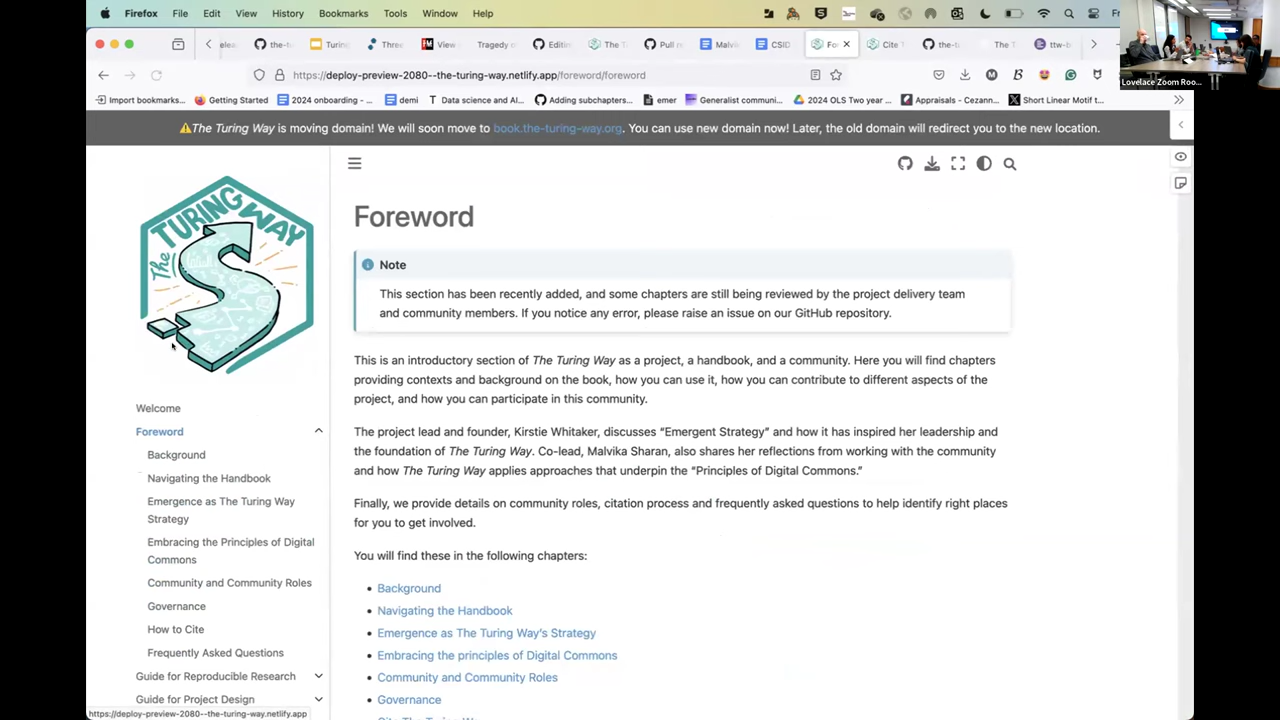 Firefox File Edit View History Bookmarks Tools Window Help
the-tu Turing Three View Tragedy Editing The T Pull r Malvi CSID Fo Cite T the-t The T ttw-b
https://deploy-preview-2080--the-turing-way.netlify.app/foreword/foreword
Import bookmarks... Getting Started 2024 onboarding... demi Data science and Al... Adding subchapters... emer Generalist communi... 2024 OLS Two year ... Appraisals - Cezann... Short Linear Motif t...
Lovelace Zoom Roo...
The Turing Way is moving domain! We will soon move to book.the-turing-way.org. You can use new domain now! Later, the old domain will redirect you to the new location.
The TURING WAY
Welcome
Foreword
Background
Navigating the Handbook
Emergence as The Turing Way
Strategy
Embracing the Principles of Digital
Commons
Community and Community Roles
Governance
How to Cite
Frequently Asked Questions
Guide for Reproducible Research
Guide for Project Design
https://deploy-preview-2080--the-turing-way.netlify.app
Foreword
Note
This section has been recently added, and some chapters are still being reviewed by the project delivery team
and community members. If you notice any error, please raise an issue on our GitHub repository.
This is an introductory section of The Turing Way as a project, a handbook, and a community. Here you will find chapters
providing contexts and background on the book, how you can use it, how you can contribute to different aspects of the
project, and how you can participate in this community.
The project lead and founder, Kirstie Whitaker, discusses “Emergent Strategy” and how it has inspired her leadership and
the foundation of The Turing Way. Co-lead, Malvika Sharan, also shares her reflections from working with the community
and how The Turing Way applies approaches that underpin the “Principles of Digital Commons.”
Finally, we provide details on community roles, citation process and frequently asked questions to help identify right places
for you to get involved.
You will find these in the following chapters:
Background
Navigating the Handbook
Emergence as The Turing Way's Strategy
Embracing the principles of Digital Commons
Community and Community Roles
Governance